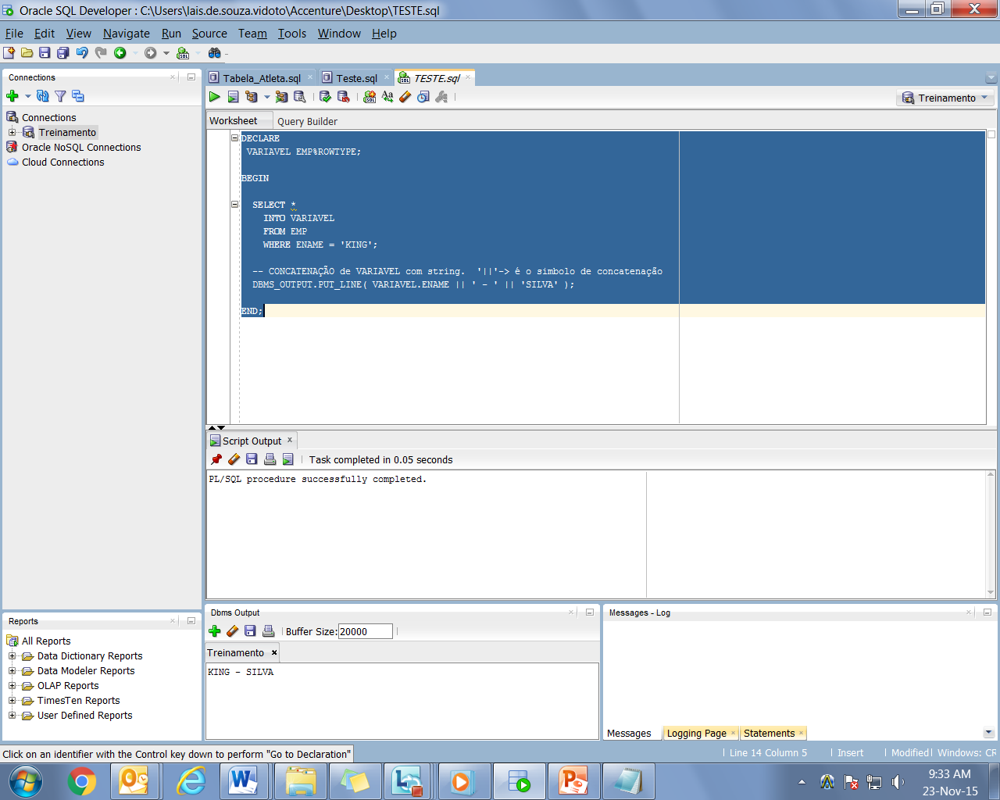 Oracle SQL Developer : C:\Users\lais.de.souza.vidoto\Accenture\Desktop\TESTE.sql
File Edit View Navigate Run Source Team Tools Window Help
Connections
Connections
Treinamento
Oracle NoSQL Connections
Cloud Connections
Tabela_Atleta.sql Teste.sql TESTE.sql
Treinamento
Worksheet Query Builder
DECLARE
VARIAVEL EMP%ROWTYPE;
BEGIN
SELECT *
INTO VARIAVEL
FROM EMP
WHERE ENAME = 'KING';
-- CONCATENAÇÃO de VARIAVEL com string.  '||'-> é o simbolo de concatenação
DBMS_OUTPUT.PUT_LINE( VARIAVEL.ENAME || ' - ' || 'SILVA' );
END;
Script Output
Task completed in 0.05 seconds
PL/SQL procedure successfully completed.
Reports
All Reports
Data Dictionary Reports
Data Modeler Reports
OLAP Reports
TimesTen Reports
User Defined Reports
Dbms Output
Buffer Size: 20000
Treinamento
KING - SILVA
Messages - Log
Messages Logging Page Statements
Click on an identifier with the Control key down to perform "Go to Declaration"
Line 14 Column 5 Insert Modified Windows: CR
9:33 AM
23-Nov-15